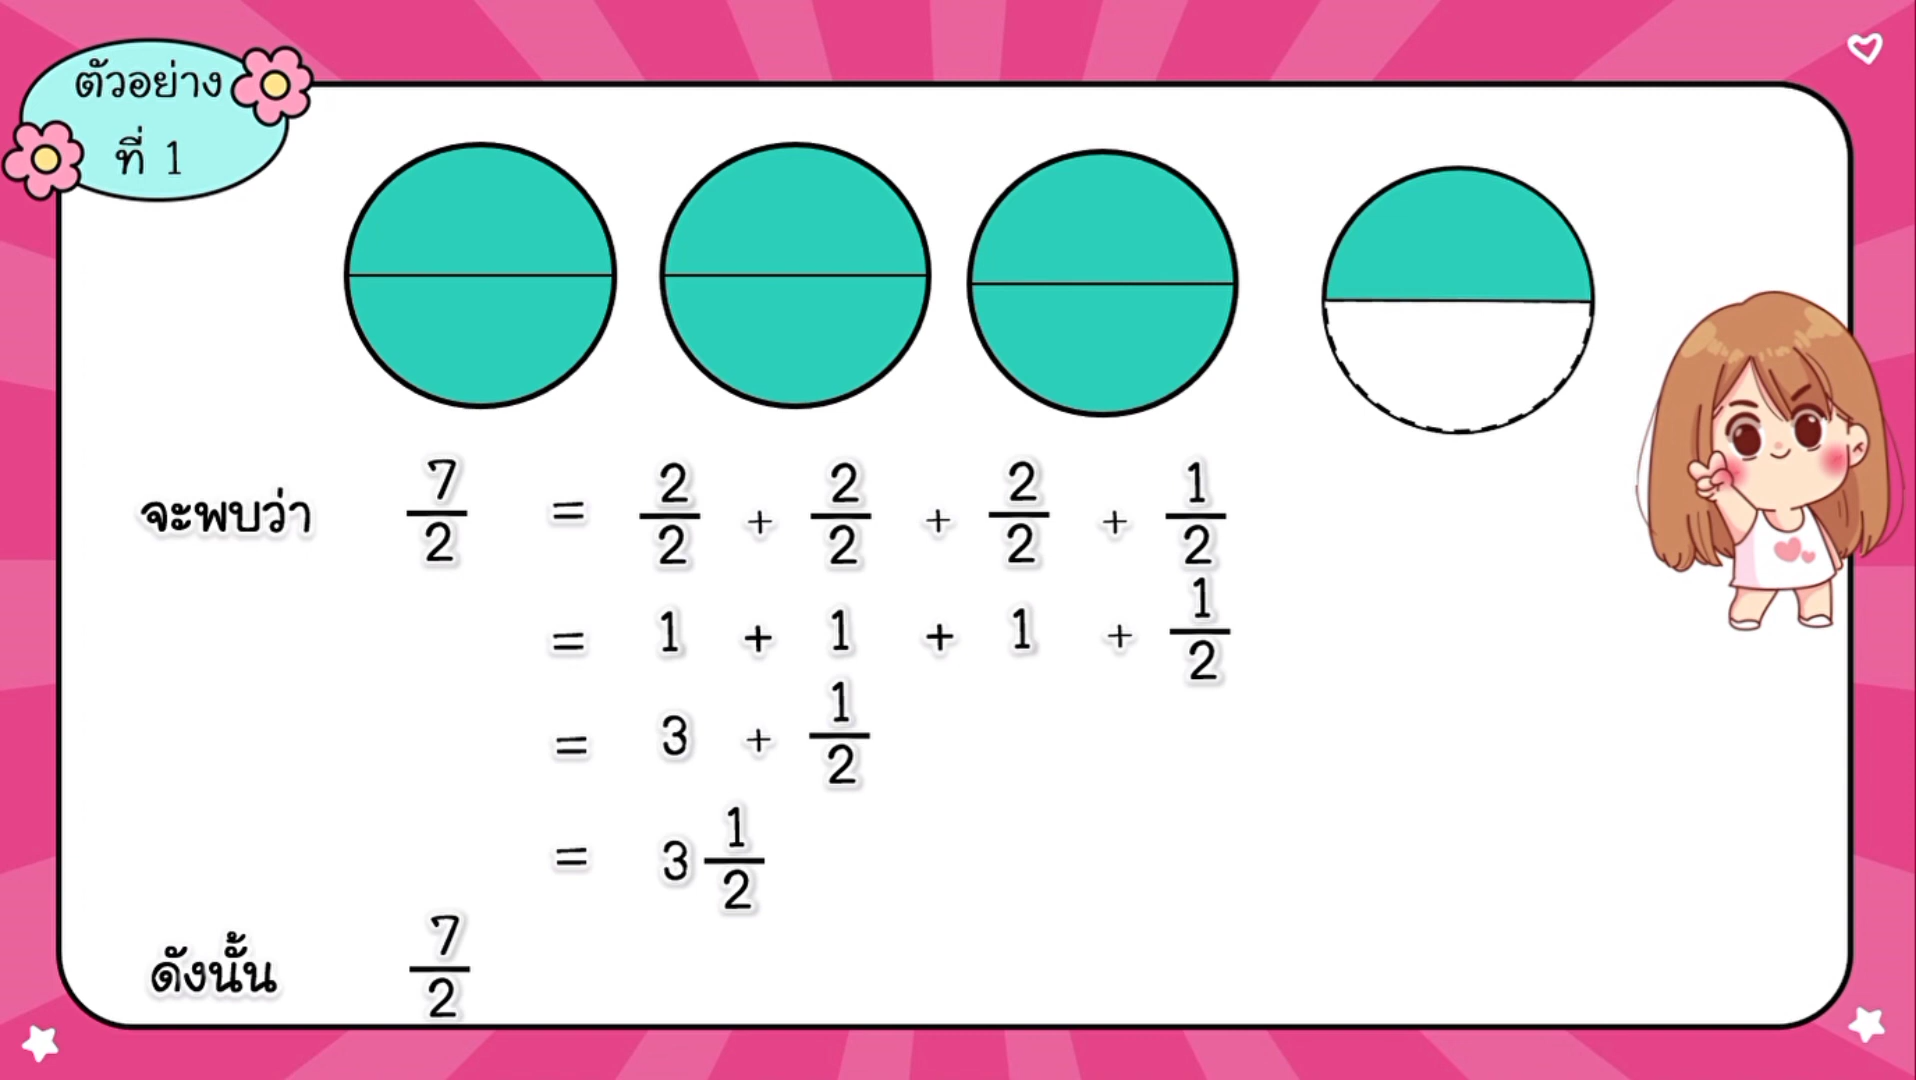 ตัวอย่าง
ที่ 1
จะพบว่า 7/2 = 2/2 + 2/2 + 2/2 + 1/2
= 1 + 1 + 1 + 1/2
= 3 + 1/2
= 3 1/2
ดังนั้น 7/2